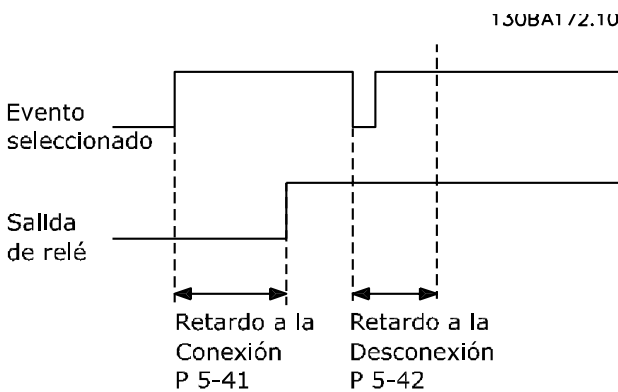 130BA172.10
Evento
seleccionado
Salida
de relé
Retardo a la
Conexión
P 5-41
Retardo a la
Desconexión
P 5-42